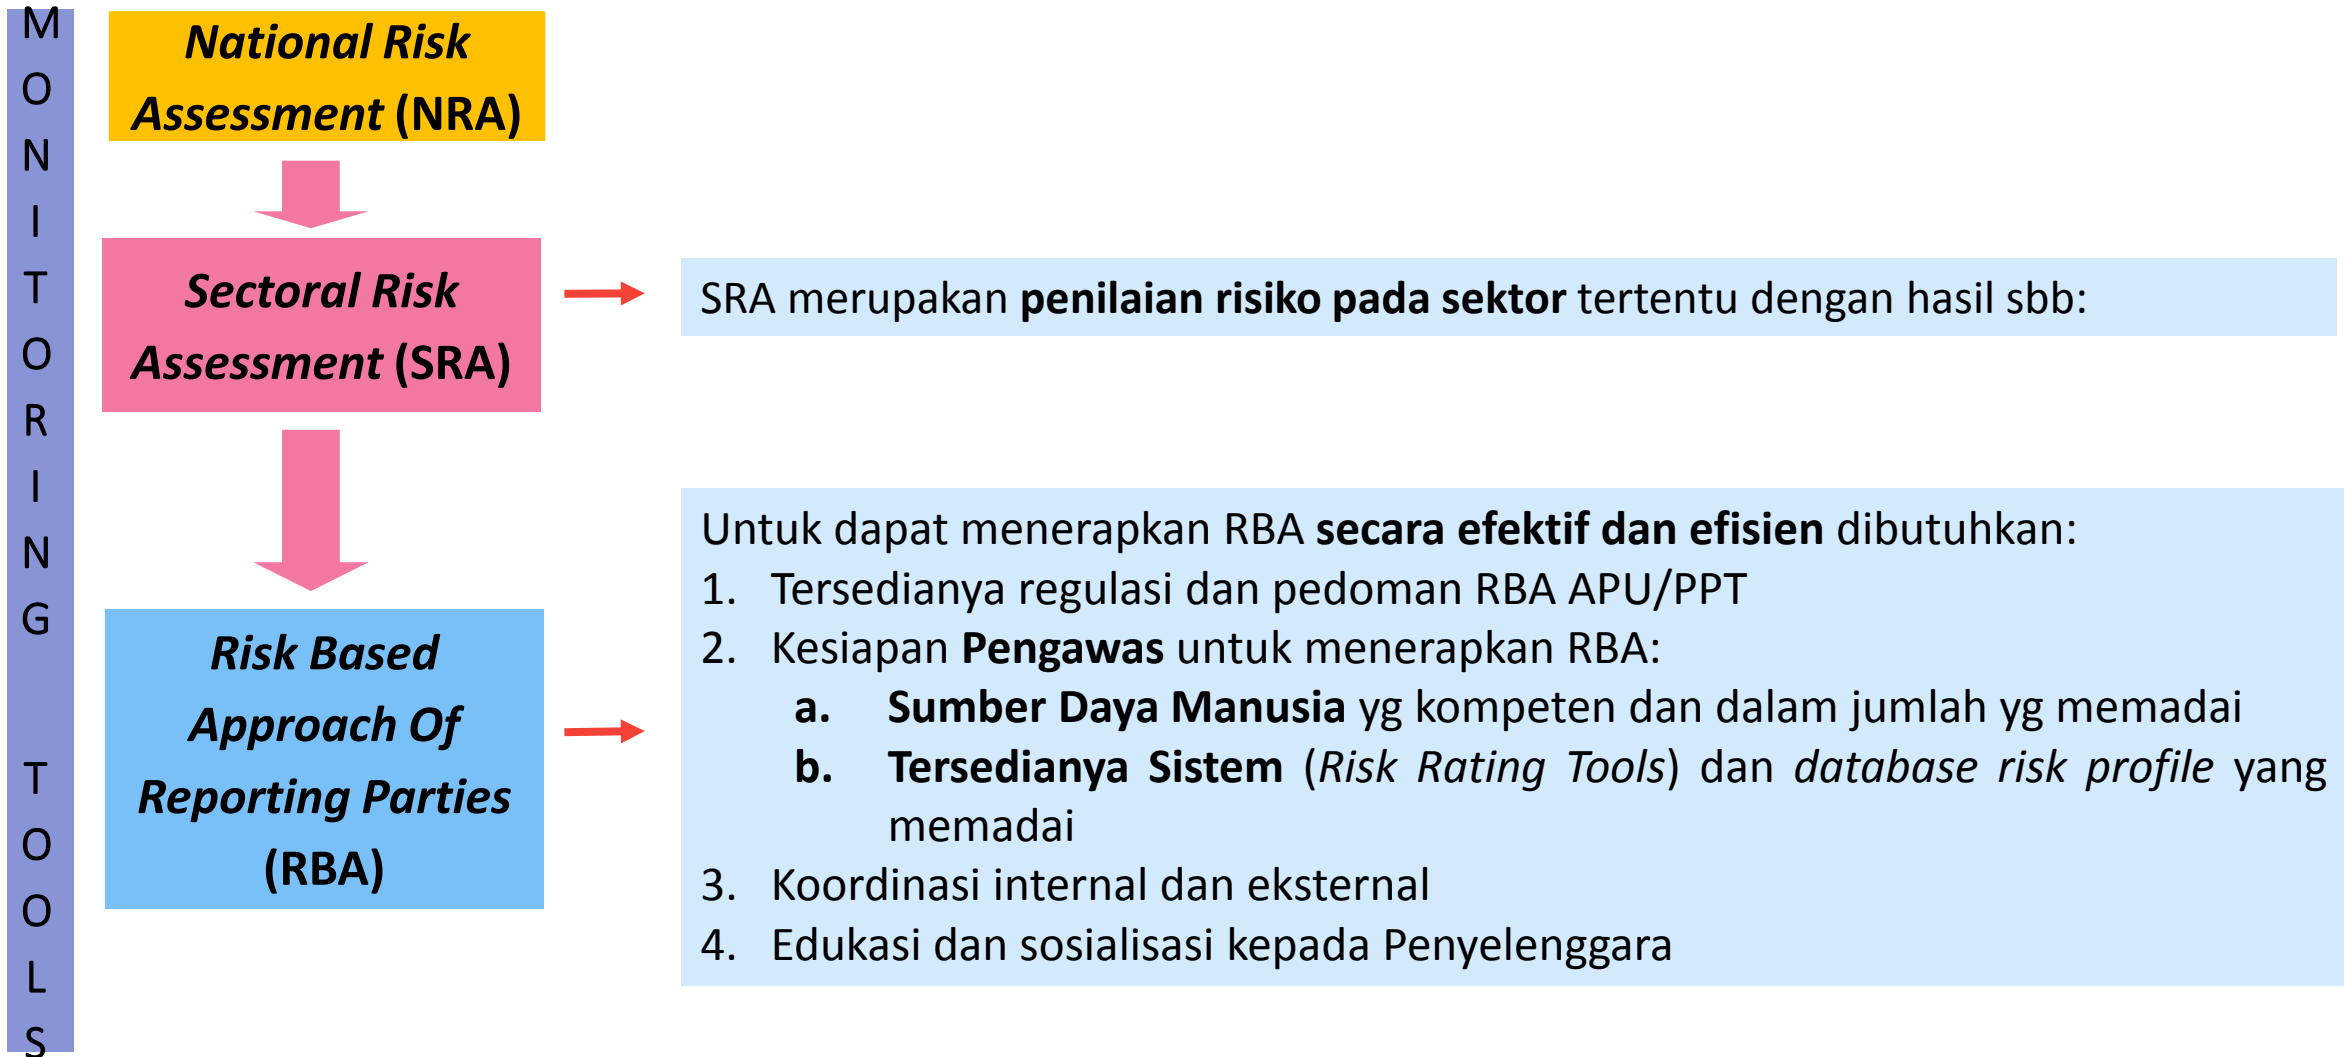 MONITORING TOOLS
National Risk
Assessment (NRA)
Sectoral Risk
Assessment (SRA)
SRA merupakan penilaian risiko pada sektor tertentu dengan hasil sbb:
Risk Based
Approach Of
Reporting Parties
(RBA)
Untuk dapat menerapkan RBA secara efektif dan efisien dibutuhkan:
1. Tersedianya regulasi dan pedoman RBA APU/PPT
2. Kesiapan Pengawas untuk menerapkan RBA:
a. Sumber Daya Manusia yg kompeten dan dalam jumlah yg memadai
b. Tersedianya Sistem (Risk Rating Tools) dan database risk profile yang
memadai
3. Koordinasi internal dan eksternal
4. Edukasi dan sosialisasi kepada Penyelenggara